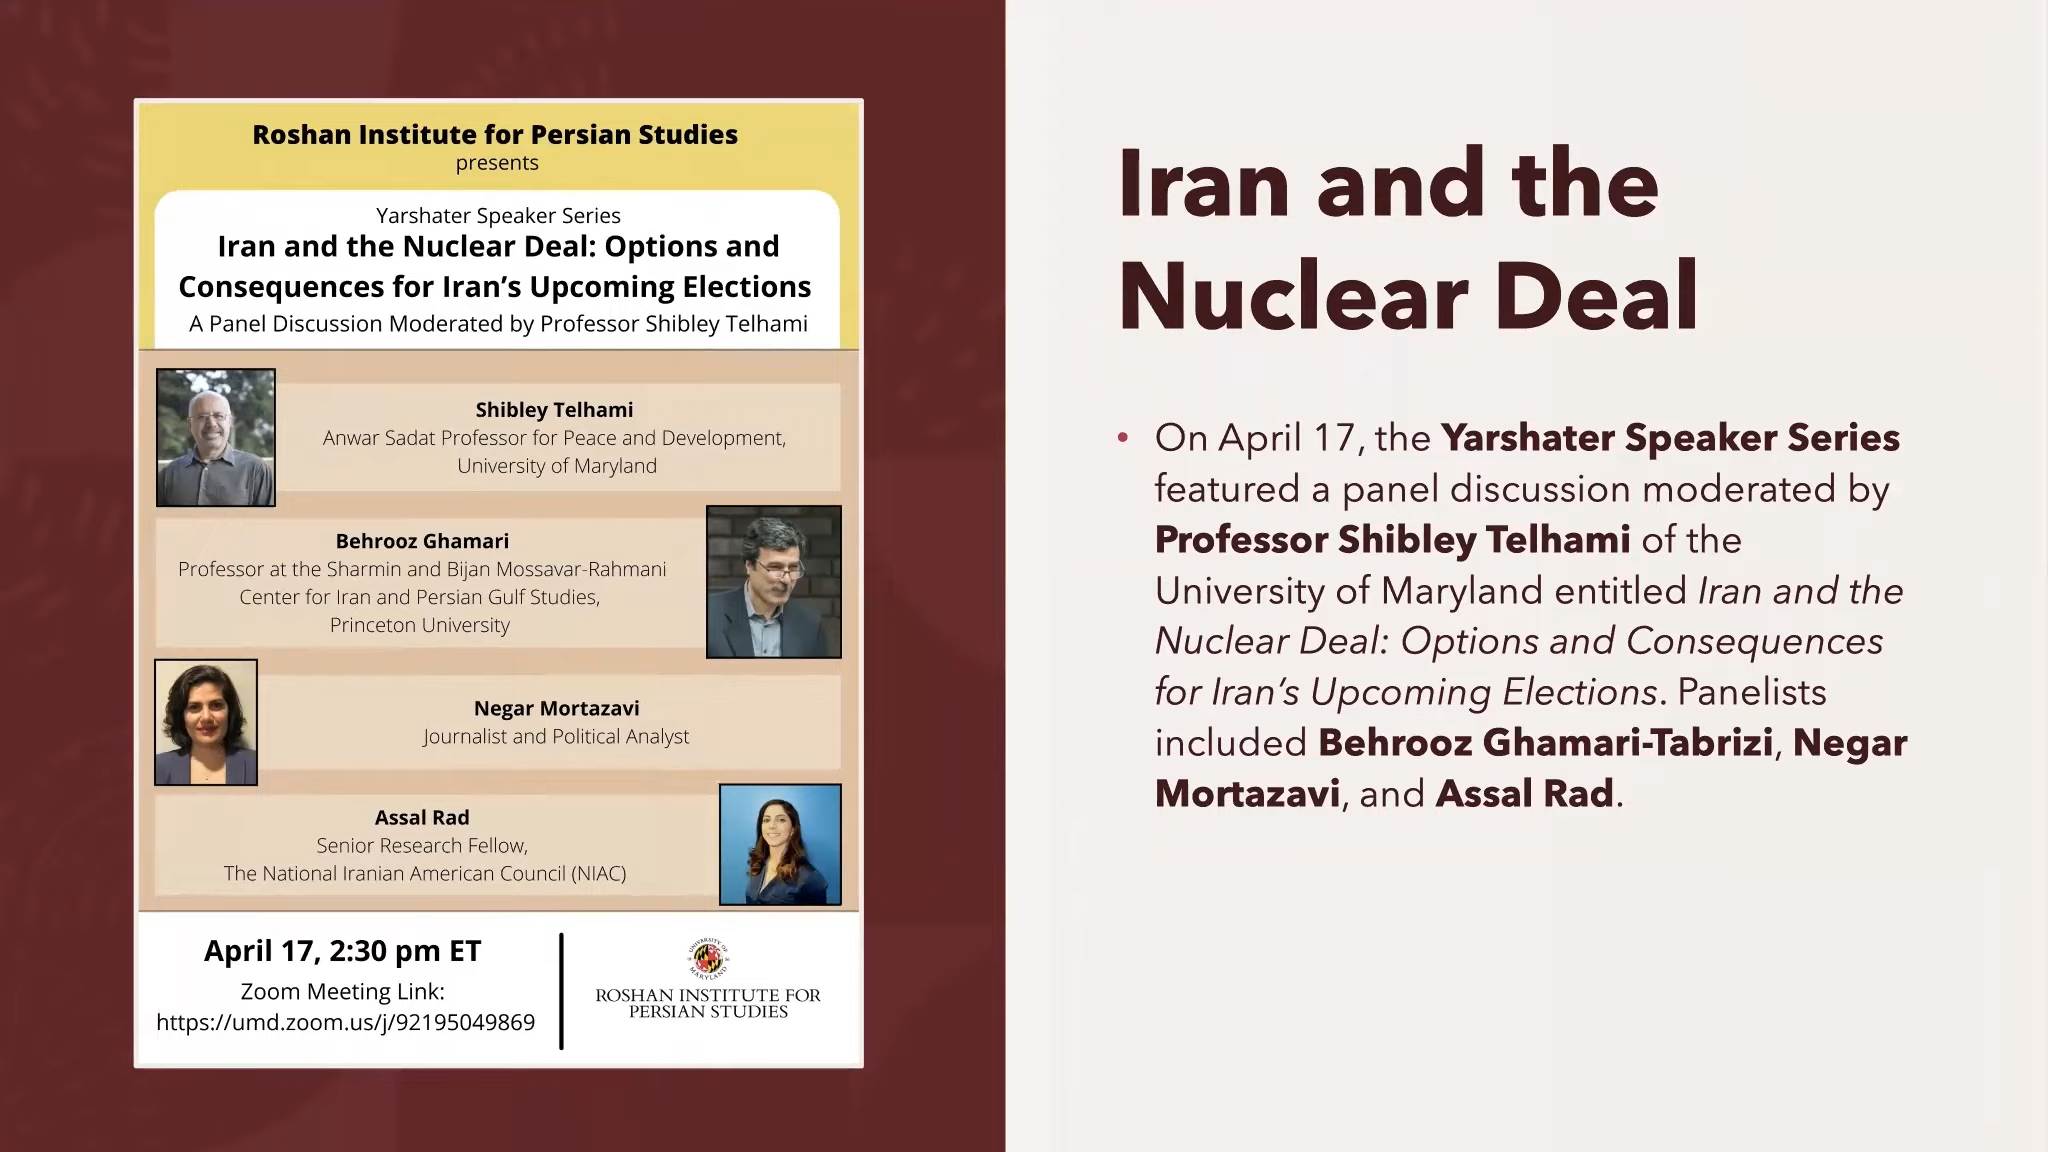 Roshan Institute for Persian Studies
presents
Yarshater Speaker Series
Iran and the Nuclear Deal: Options and
Consequences for Iran's Upcoming Elections
A Panel Discussion Moderated by Professor Shibley Telhami
Shibley Telhami
Anwar Sadat Professor for Peace and Development,
University of Maryland
Behrooz Ghamari
Professor at the Sharmin and Bijan Mossavar-Rahmani
Center for Iran and Persian Gulf Studies,
Princeton University
Negar Mortazavi
Journalist and Political Analyst
Assal Rad
Senior Research Fellow,
The National Iranian American Council (NIAC)
April 17, 2:30 pm ET
Zoom Meeting Link:
https://umd.zoom.us/j/92195049869
UNIVERSITY OF
MARYLAND
ROSHAN INSTITUTE FOR
PERSIAN STUDIES
Iran and the
Nuclear Deal
• On April 17, the Yarshater Speaker Series
featured a panel discussion moderated by
Professor Shibley Telhami of the
University of Maryland entitled Iran and the
Nuclear Deal: Options and Consequences
for Iran's Upcoming Elections. Panelists
included Behrooz Ghamari-Tabrizi, Negar
Mortazavi, and Assal Rad.